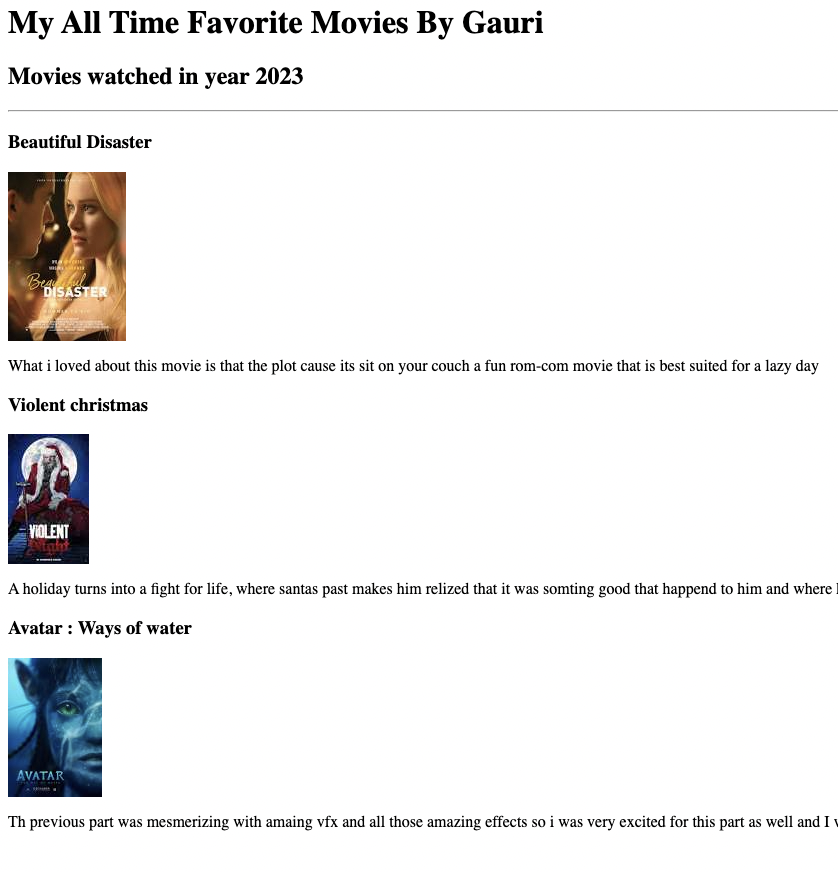 My All Time Favorite Movies By Gauri
Movies watched in year 2023
Beautiful Disaster
Beautiful
DISASTER
What i loved about this movie is that the plot cause its sit on your couch a fun rom-com movie that is best suited for a lazy day
Violent christmas
VIOLENT
Night
A holiday turns into a fight for life, where santas past makes him relized that it was somting good that happend to him and where
Avatar : Ways of water
AVATAR
Th previous part was mesmerizing with amaing vfx and all those amazing effects so i was very excited for this part as well and I